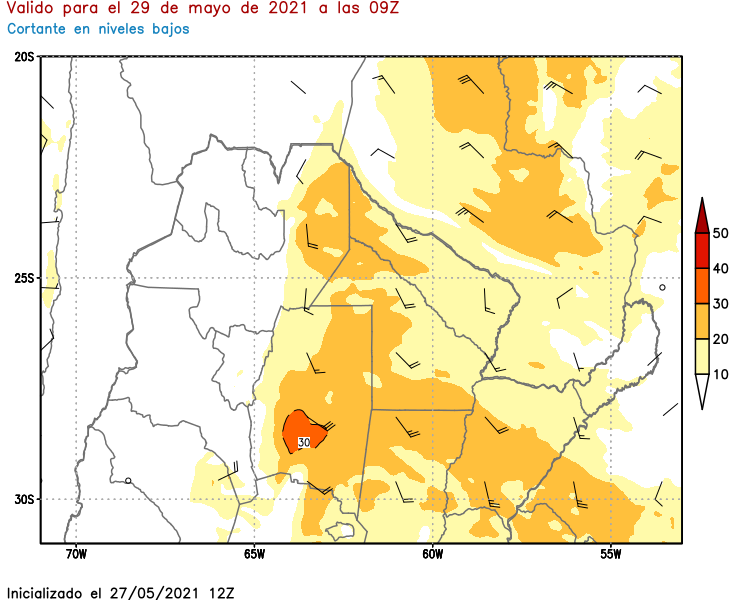 Valido para el 29 de mayo de 2021 a las 09Z
Cortante en niveles bajos
20S
25S
30S
70W 65W 60W 55W
30
50
40
30
20
10
Inicializado el 27/05/2021 12Z